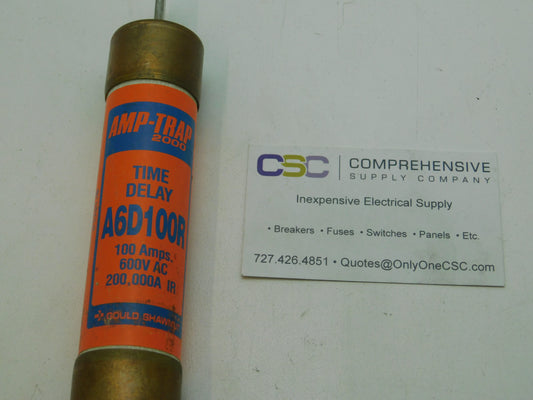 AMP-TRAP
2000
TIME
DELAY
A6D100R
100 Amps.
600V AC
200,000A IR
GOULD
CSC COMPREHENSIVE
SUPPLY COMPANY
Inexpensive Electrical Supply
• Breakers • Fuses • Switches • Panels • Etc.
727.426.4851 • Quotes@OnlyOneCSC.com